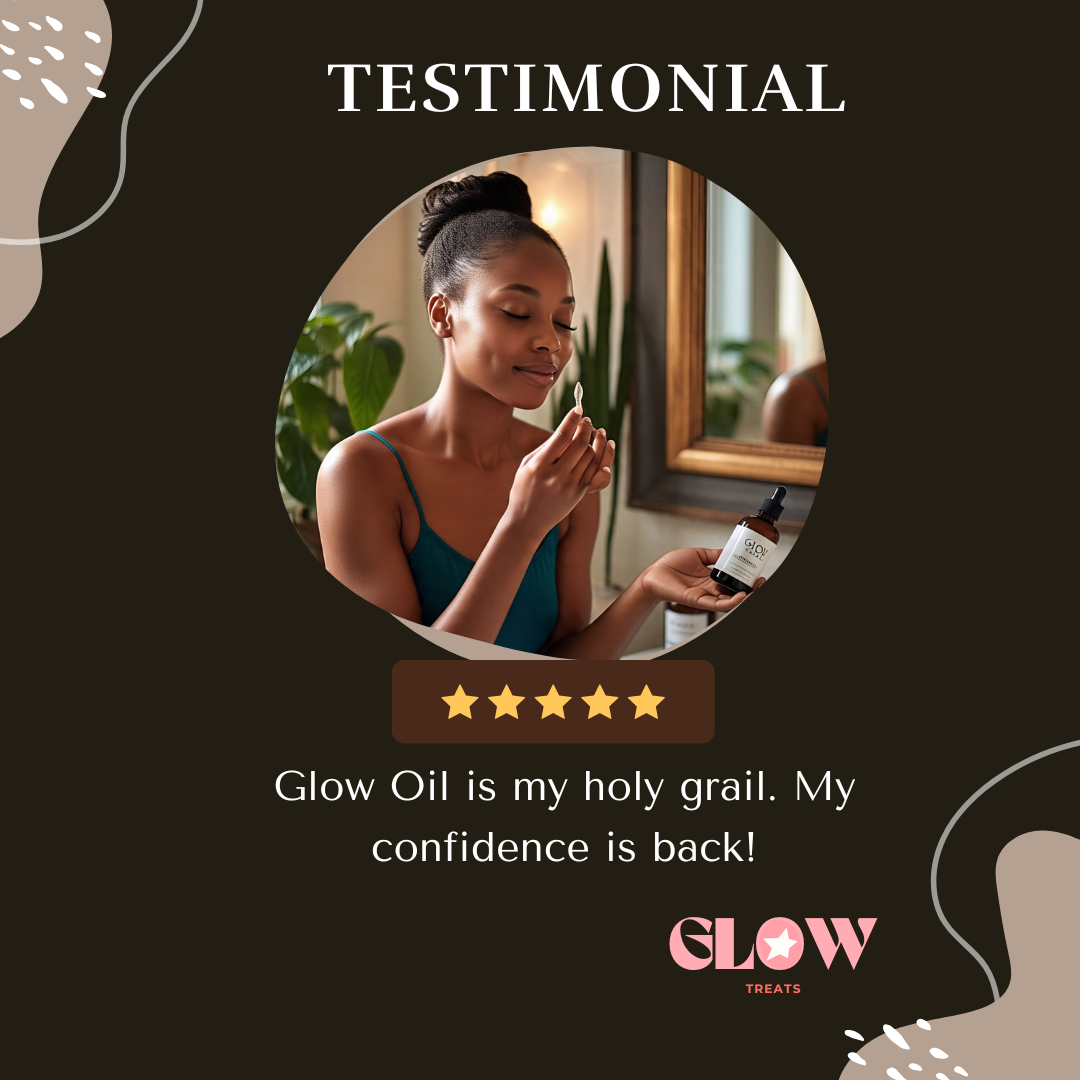 TESTIMONIAL
Glow Oil is my holy grail. My
confidence is back!
GLOW
TREATS